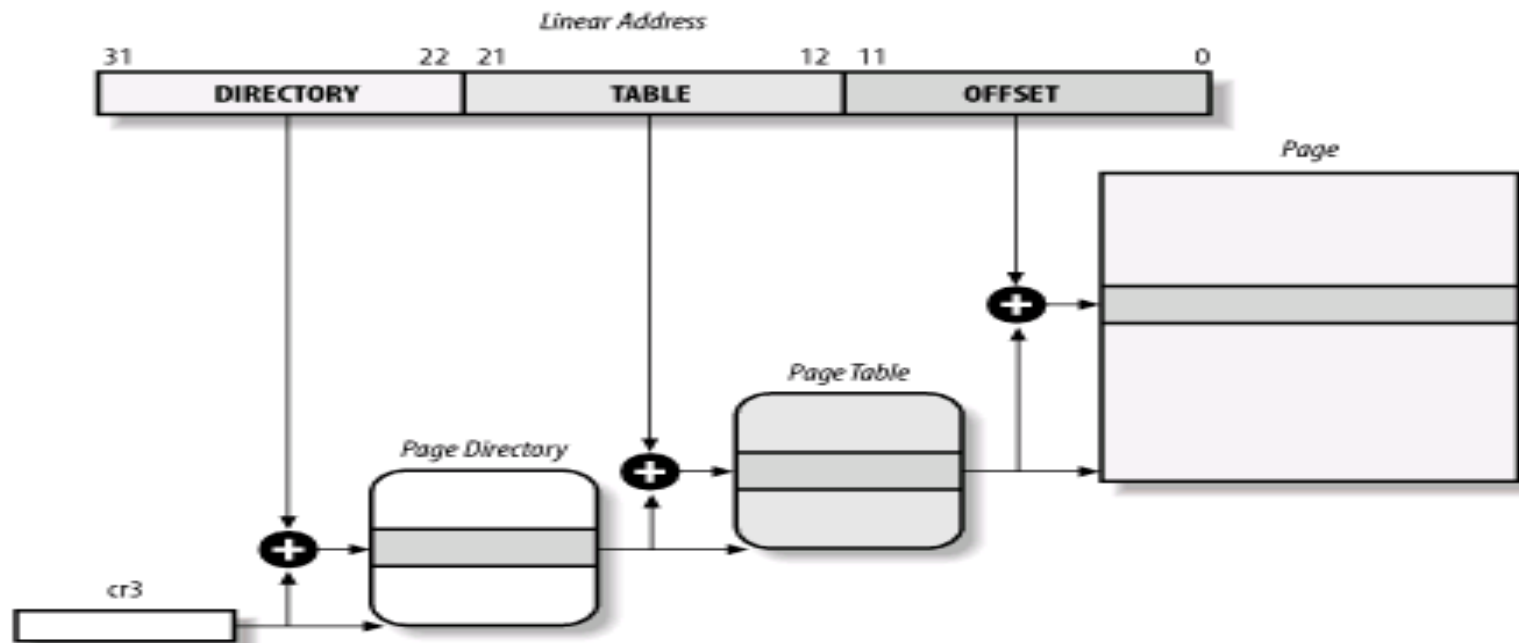 Linear Address
31 22 21 12 11 0
DIRECTORY TABLE OFFSET
Page
Page Table
Page Directory
cr3